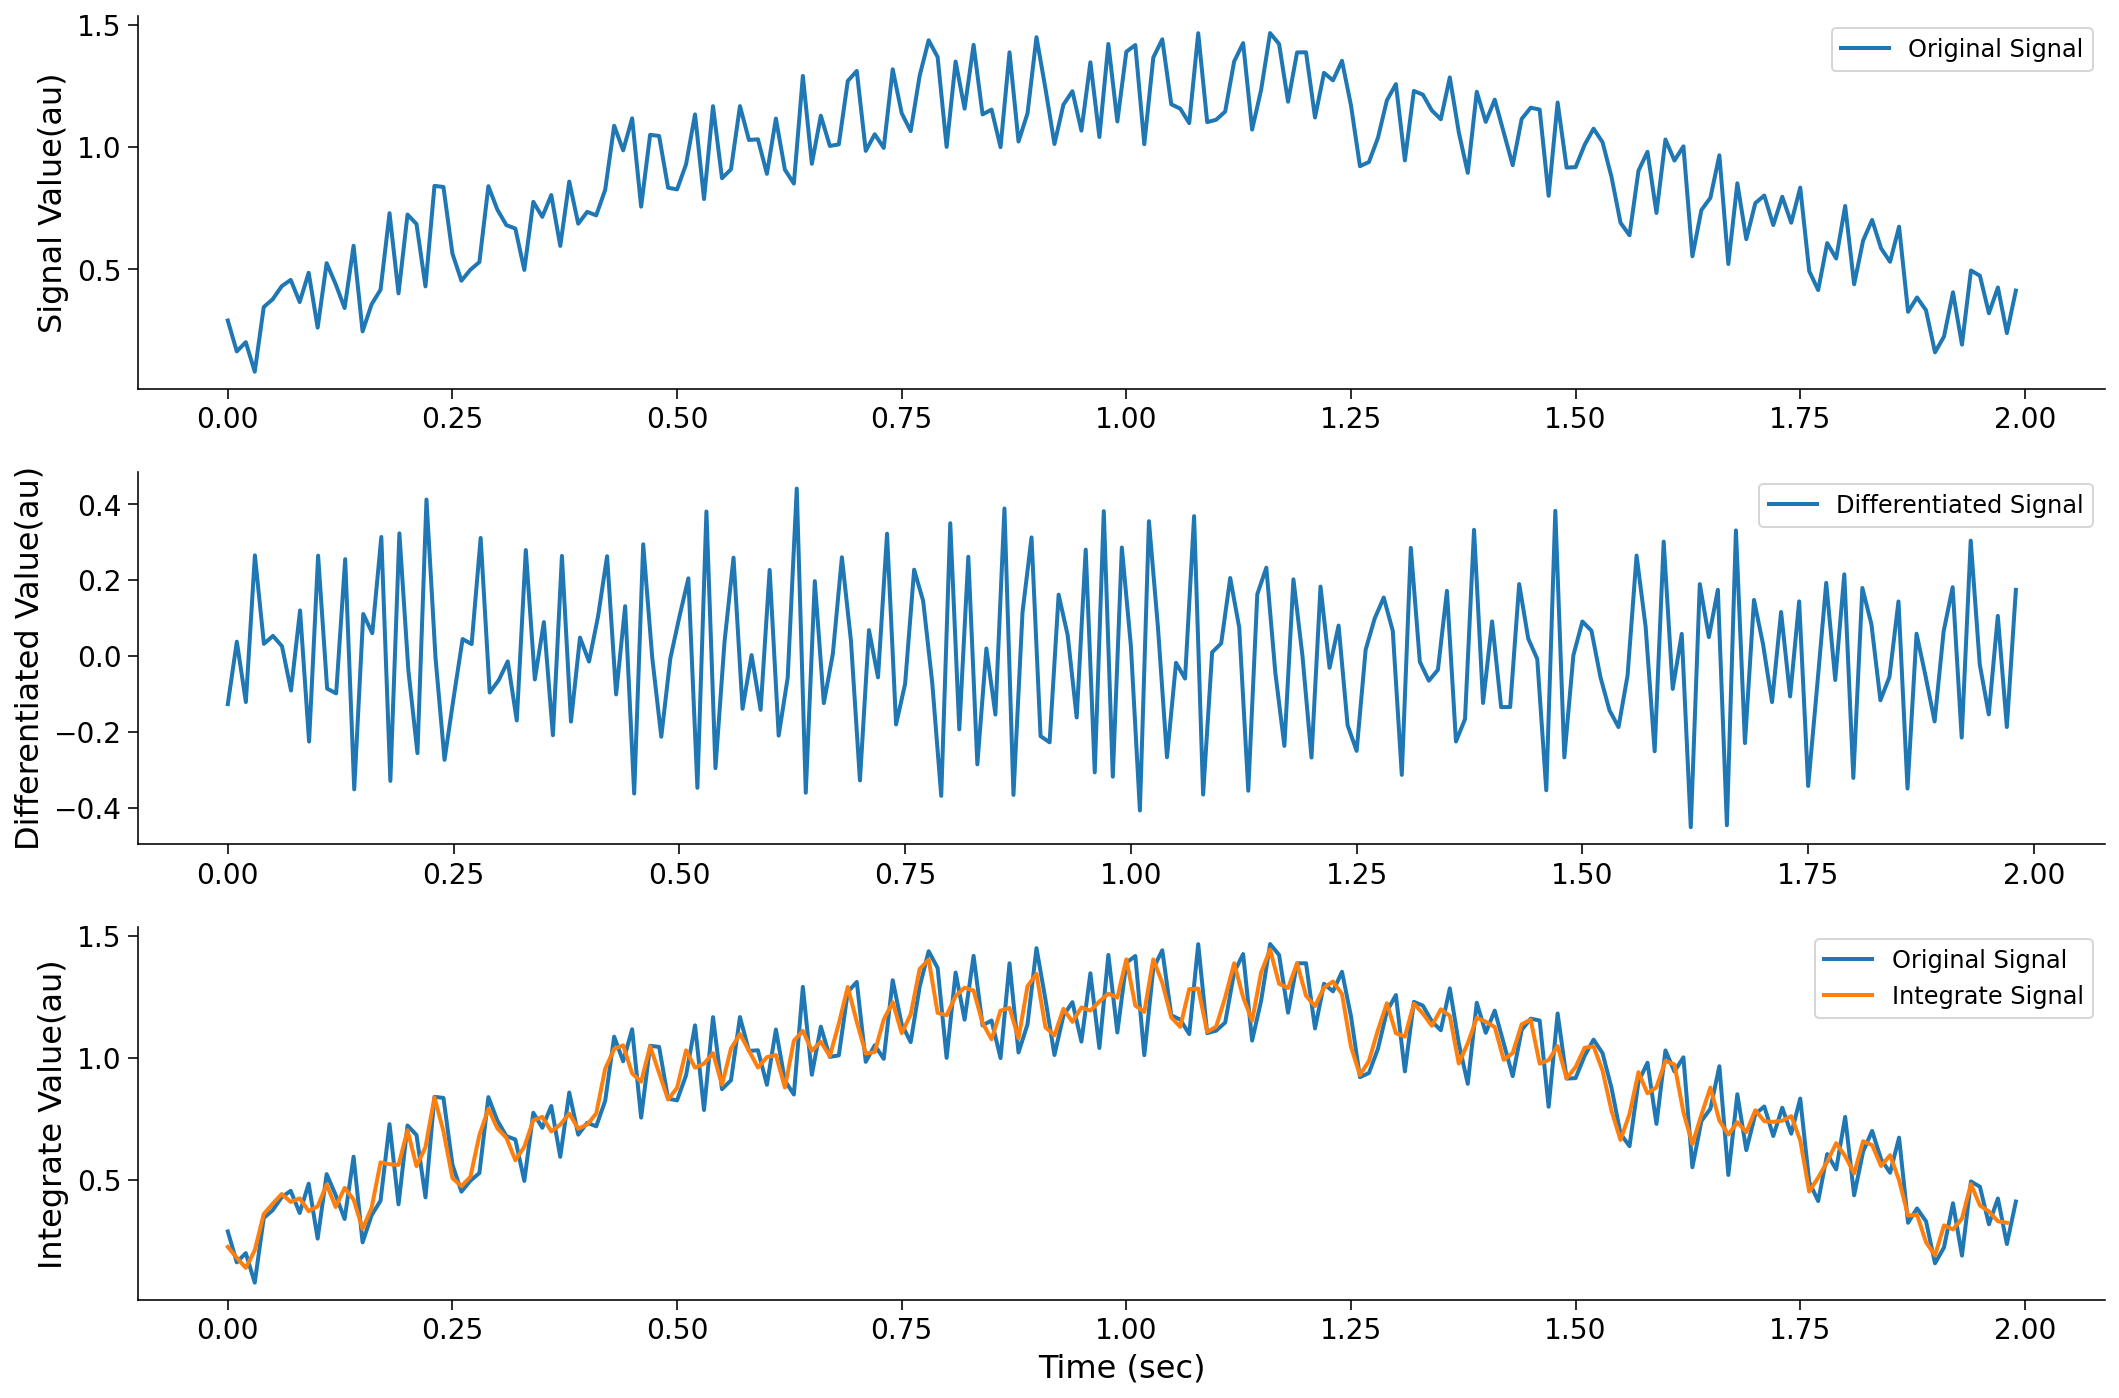 Signal Value(au)
1.5
1.0
0.5
Original Signal
0.00 0.25 0.50 0.75 1.00 1.25 1.50 1.75 2.00
Differentiated Value(au)
0.4
0.2
0.0
−0.2
−0.4
Differentiated Signal
0.00 0.25 0.50 0.75 1.00 1.25 1.50 1.75 2.00
Integrate Value(au)
1.5
1.0
0.5
Original Signal
Integrate Signal
0.00 0.25 0.50 0.75 1.00 1.25 1.50 1.75 2.00
Time (sec)